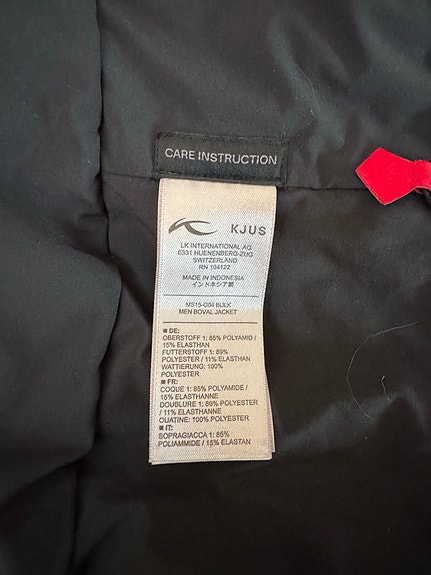 CARE INSTRUCTION
KJUS
LK INTERNATIONAL AG
6331 HUENENBERG-ZUG
SWITZERLAND
RN 104122
MADE IN INDONESIA
インドネシア製
MS15-G04 BULK
MEN BOVAL JACKET
■ DE:
OBERSTOFF 1: 85% POLYAMID /
15% ELASTHAN
FUTTERSTOFF 1: 89%
POLYESTER / 11% ELASTHAN
WATTIERUNG: 100%
POLYESTER
■ FR:
COQUE 1: 85% POLYAMIDE /
15% ELASTHANNE
DOUBLURE 1: 89% POLYESTER
/ 11% ELASTHANNE
OUATINE: 100% POLYESTER
■ IT:
SOPRAGIACCA 1: 85%
POLIAMMIDE / 15% ELASTAN